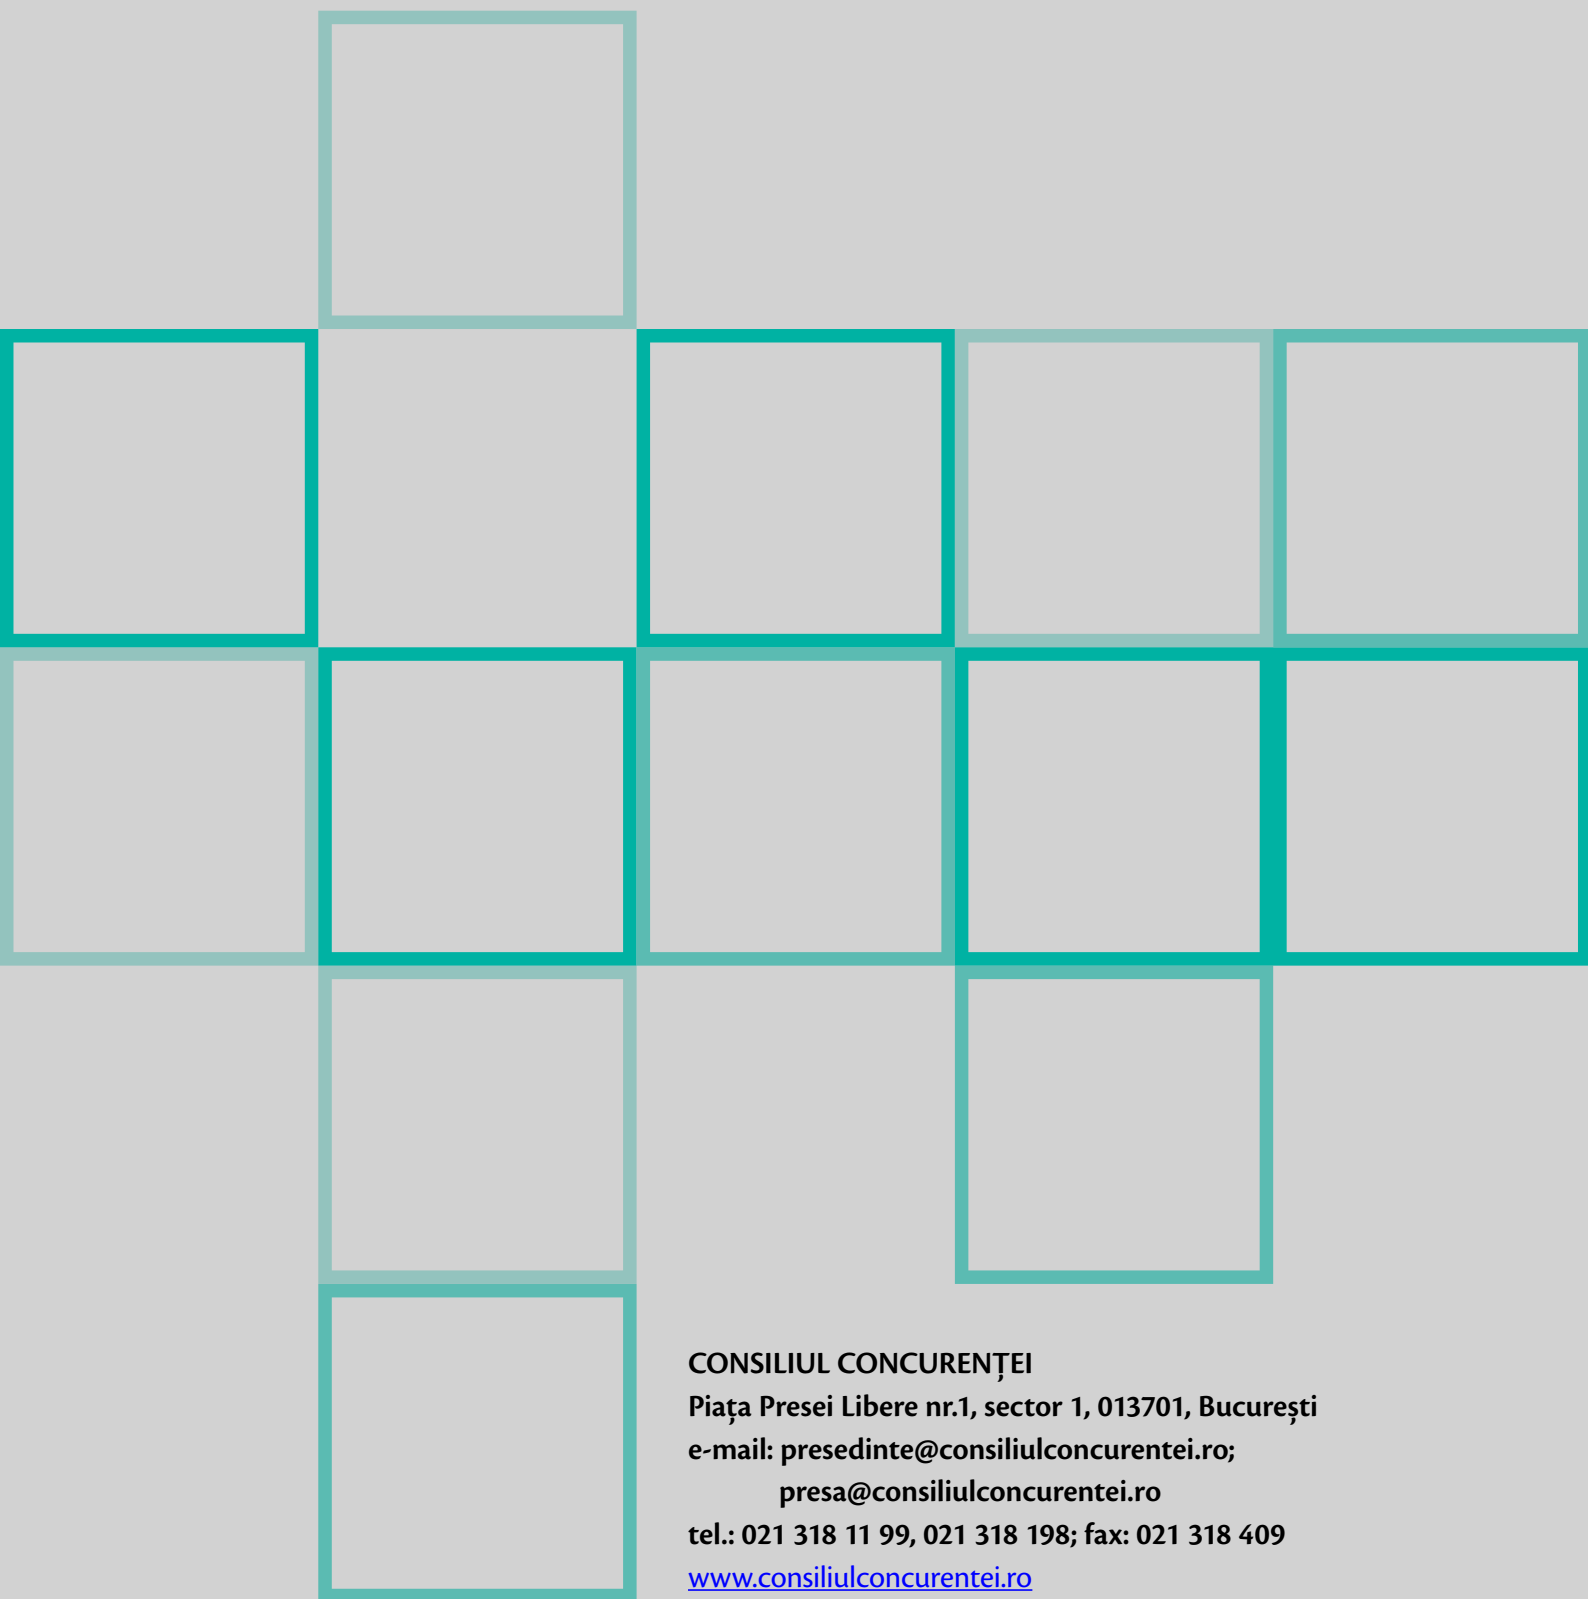 CONSILIUL CONCURENȚEI
Piața Presei Libere nr.1, sector 1, 013701, București
e-mail: presedinte@consiliulconcurentei.ro;
presa@consiliulconcurentei.ro
tel.: 021 318 11 99, 021 318 198; fax: 021 318 409
www.consiliulconcurentei.ro